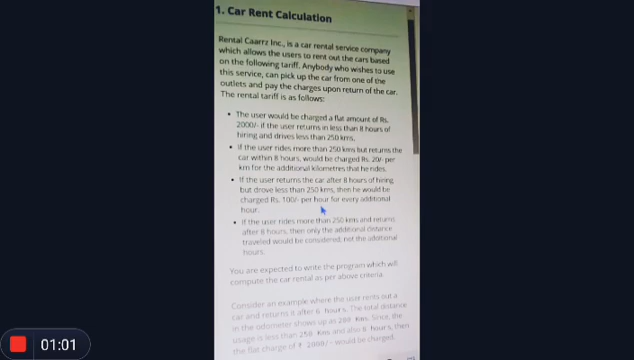 1. Car Rent Calculation
Rental Caarrz Inc., is a car rental service company
which allows the users to rent out the cars based
on the following tariff. Anybody who wishes to use
this service, can pick up the car from one of the
outlets and pay the charges upon return of the car.
The rental tariff is as follows:
• The user would be charged a flat amount of Rs.
2000/- if the user returns in less than 8 hours of
hiring and drives less than 250 kms.
• If the user rides more than 250 kms but returns the
car within 8 hours, would be charged Rs. 20/- per
km for the additional kilometres that he rides.
• If the user returns the car after 8 hours of hiring
but drove less than 250 kms, then he would be
charged Rs. 100/- per hour for every additional
hour.
• If the user rides more than 250 kms and returns
after 8 hours, then only the additional distance
traveled would be considered, not the additional
hours.
You are expected to write the program which will
compute the car rental as per above criteria.
Consider an example where the user rents out a
car and returns it after 6 hours. The total distance
in the odometer shows up as 200 Kms. Since, the
usage is less than 250 Kms and also 8 hours, then
the flat charge of ₹ 2000/- would be charged.
01:01